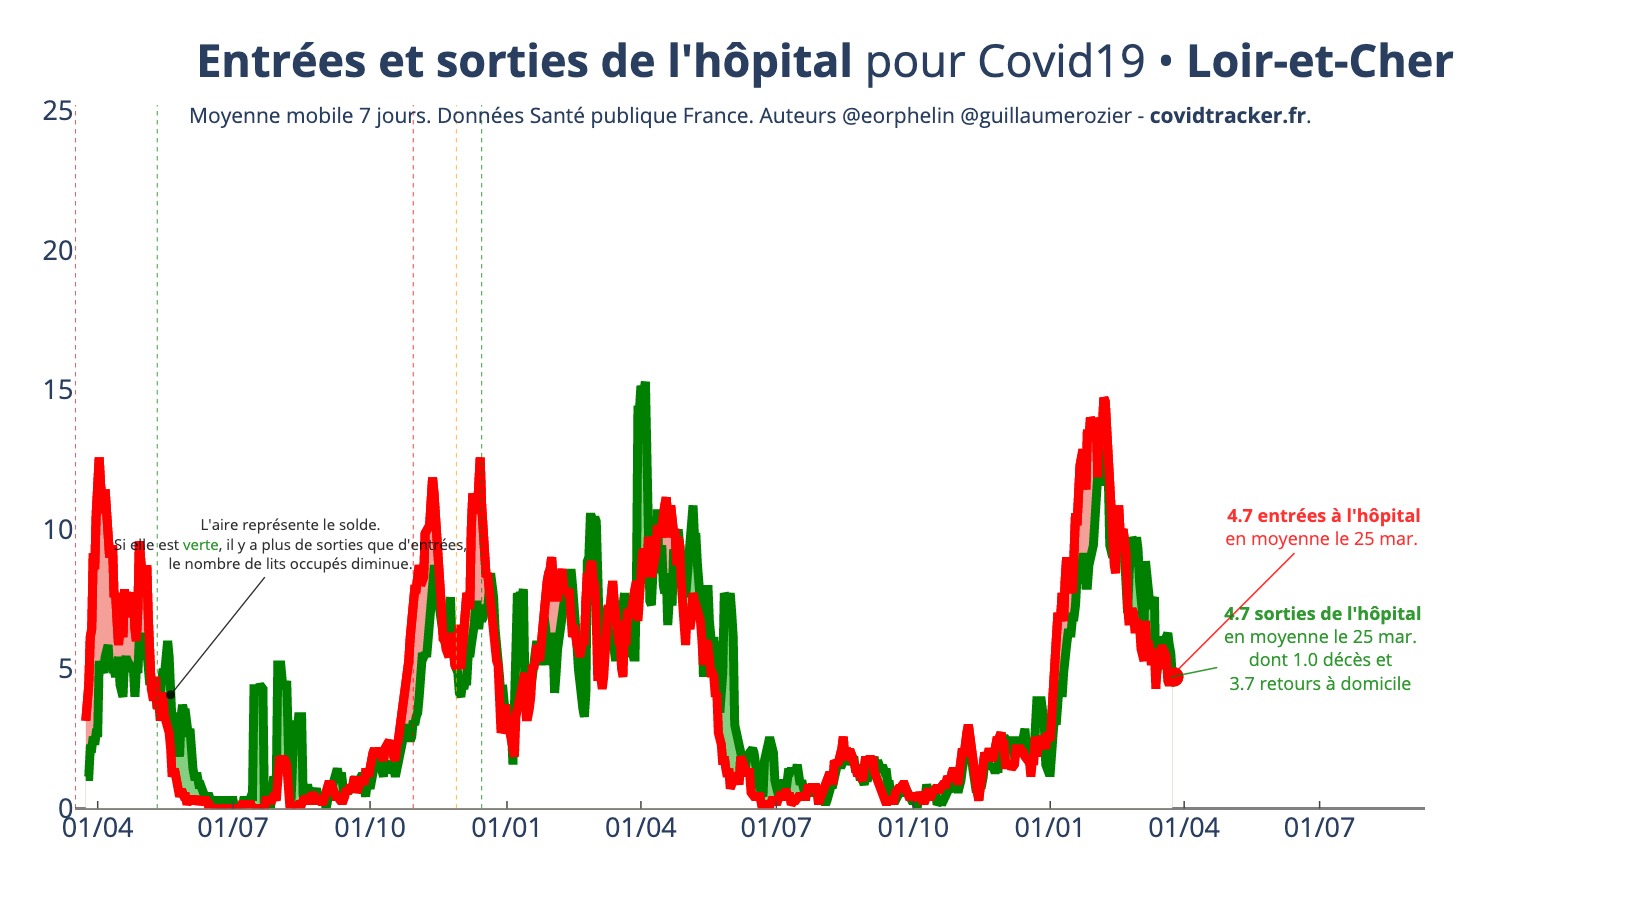 Entrées et sorties de l'hôpital pour Covid19 • Loir-et-Cher
Moyenne mobile 7 jours. Données Santé publique France. Auteurs @eorphelin @guillaumerozier - covidtracker.fr.
25
20
15
10
5
0
L'aire représente le solde.
Si elle est verte, il y a plus de sorties que d'entrées,
le nombre de lits occupés diminue.
4.7 entrées à l'hôpital
en moyenne le 25 mar.
4.7 sorties de l'hôpital
en moyenne le 25 mar.
dont 1.0 décès et
3.7 retours à domicile
01/04 01/07 01/10 01/01 01/04 01/07 01/10 01/01 01/04 01/07